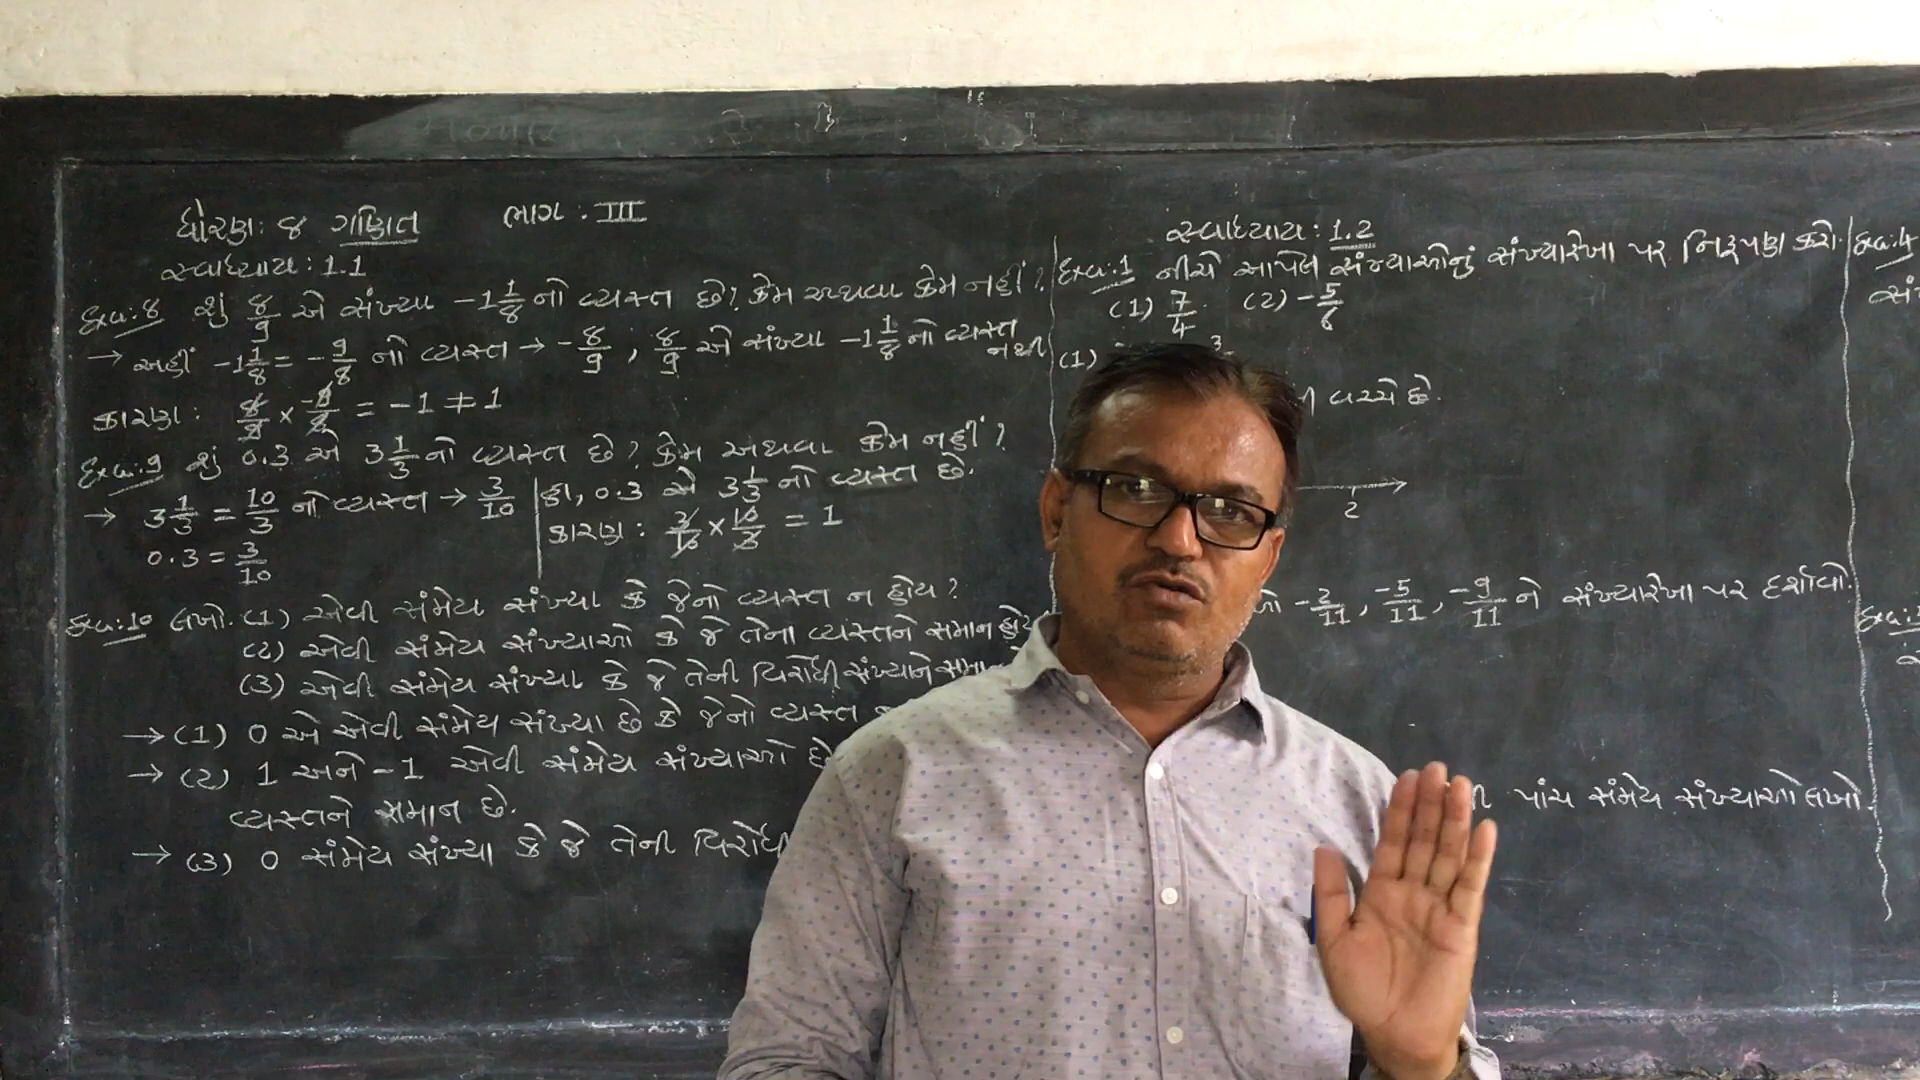 ધોરણ: ૪ ગણિત ભાગ : III
સ્વાધ્યાય : 1.1
દાખલા: 8 શું 8/9 એ સંખ્યા -1 1/8 નો વ્યસ્ત છે? કેમ અથવા કેમ નહીં?
→ અહીં -1 1/8 = -9/8 નો વ્યસ્ત → -8/9 , 8/9 એ સંખ્યા -1 1/8 નો વ્યસ્ત નથી
કારણ : 8/9 × -9/8 = -1 ≠ 1
શું 0.3 એ 3 1/3 નો વ્યસ્ત છે? કેમ અથવા કેમ નહીં?
→ 3 1/3 = 10/3 નો વ્યસ્ત → 3/10
0.3 = 3/10
હા, 0.3 એ 3 1/3 નો વ્યસ્ત છે.
કારણ : 3/10 × 10/3 = 1
લખો. (1) એવી સંમેય સંખ્યા કે જેનો વ્યસ્ત ન હોય?
(2) એવી સંમેય સંખ્યાઓ કે જે તેના વ્યસ્તને સમાન
(3) એવી સંમેય સંખ્યા કે જે તેની વિરોધી સંખ્યાને
→ (1) 0 એ એવી સંમેય સંખ્યા છે કે જેનો વ્યસ્ત
→ (2) 1 અને -1 એવી સંમેય સંખ્યાઓ છે
વ્યસ્તને સમાન છે.
→ (3) 0 સંમેય સંખ્યા કે જે તેની
સ્વાધ્યાય : 1.2
નીચે આપેલ સંખ્યાઓનું સંખ્યારેખા પર નિરૂપણ કરો.
(1) 7/4 (2) -5/6
(1)
3
વચ્ચે છે.
2
-2/11 , -5/11 , -9/11 ને સંખ્યારેખા પર દર્શાવો.
પાંચ સંમેય સંખ્યાઓ લખો.